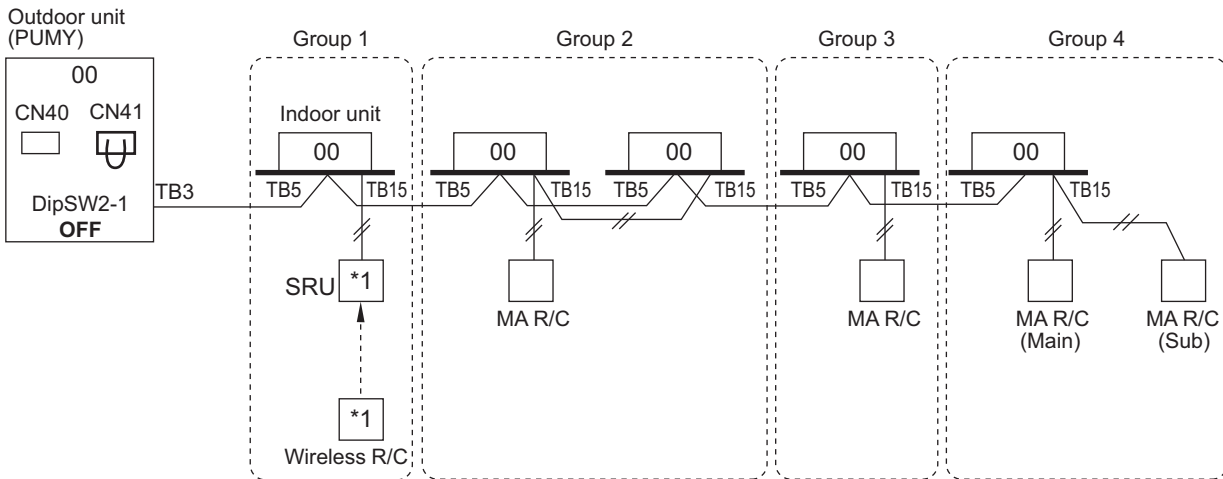 Outdoor unit
(PUMY)
00
CN40 CN41
DipSW2-1
OFF
TB3
Group 1
Indoor unit
00
TB5 TB15
SRU *1
*1
Wireless R/C
Group 2
00 00
TB5 TB15 TB5 TB15
MA R/C
Group 3
00
TB5 TB15
MA R/C
Group 4
00
TB5 TB15
MA R/C
(Main)
MA R/C
(Sub)